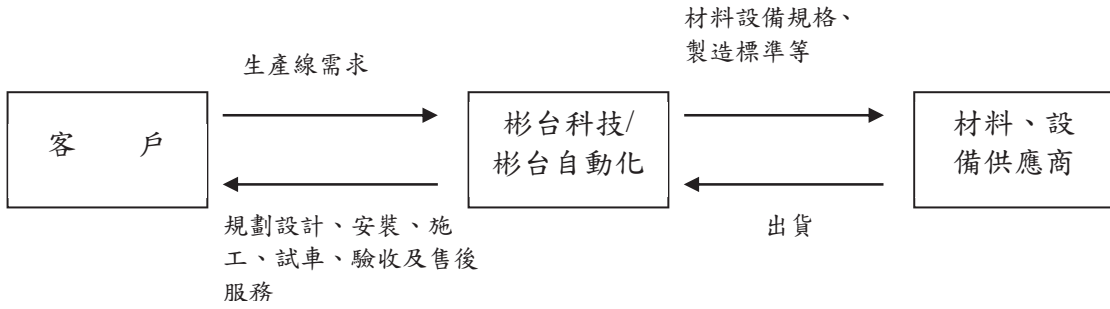 材料設備規格、
製造標準等
生產線需求
客 戶
彬台科技/
彬台自動化
材料、設
備供應商
規劃設計、安裝、施
工、試車、驗收及售後
服務
出貨